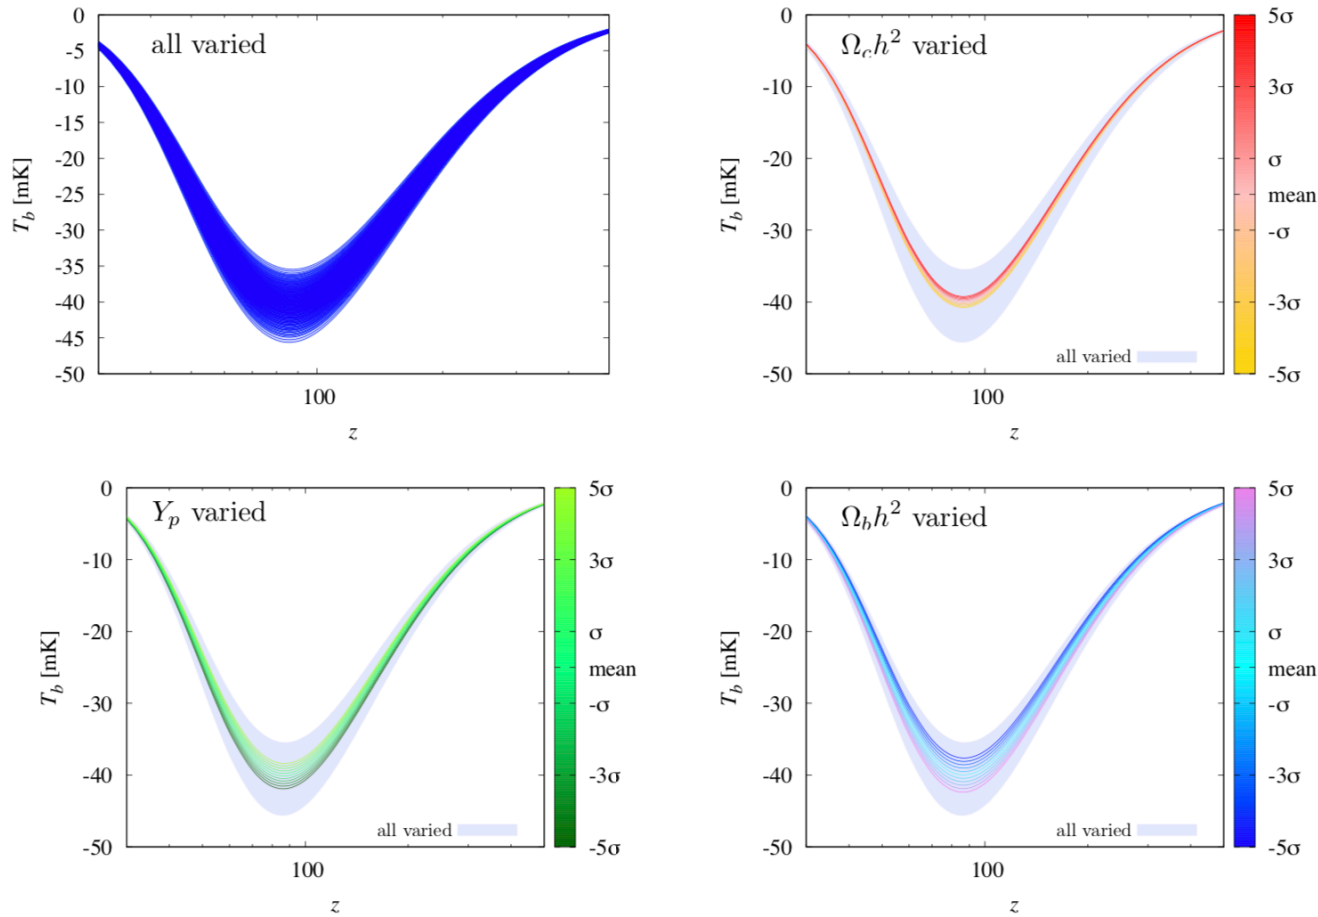 all varied
0
-5
-10
-15
-20
-25
-30
-35
-40
-45
-50
T_b [mK]
100
z
Ω_c h² varied
0
-10
-20
-30
-40
-50
T_b [mK]
100
z
all varied
5σ
3σ
σ
mean
-σ
-3σ
-5σ
Y_p varied
0
-10
-20
-30
-40
-50
T_b [mK]
100
z
all varied
5σ
3σ
σ
mean
-σ
-3σ
-5σ
Ω_b h² varied
0
-10
-20
-30
-40
-50
T_b [mK]
100
z
all varied
5σ
3σ
σ
mean
-σ
-3σ
-5σ